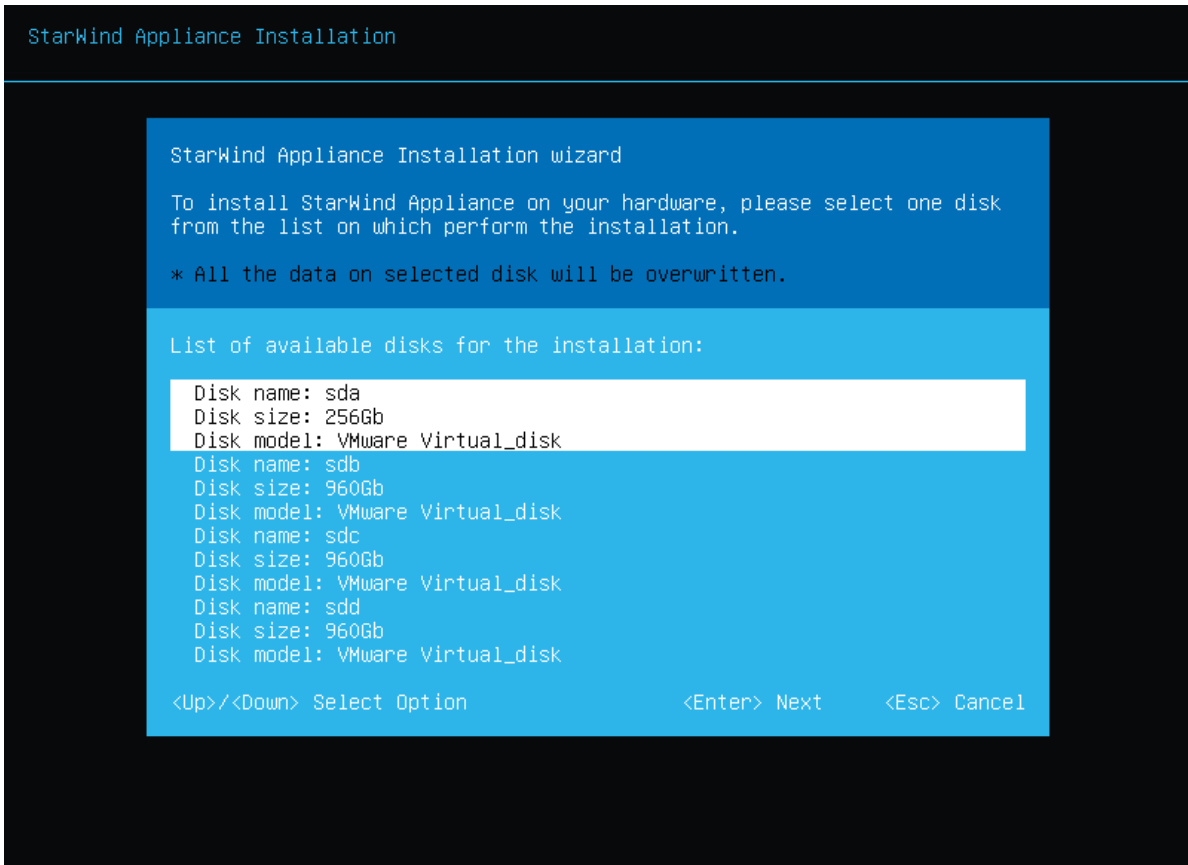 StarWind Appliance Installation
StarWind Appliance Installation wizard
To install StarWind Appliance on your hardware, please select one disk
from the list on which perform the installation.
* All the data on selected disk will be overwritten.
List of available disks for the installation:
Disk name: sda
Disk size: 256Gb
Disk model: VMware Virtual_disk
Disk name: sdb
Disk size: 960Gb
Disk model: VMware Virtual_disk
Disk name: sdc
Disk size: 960Gb
Disk model: VMware Virtual_disk
Disk name: sdd
Disk size: 960Gb
Disk model: VMware Virtual_disk
<Up>/<Down> Select Option <Enter> Next <Esc> Cancel